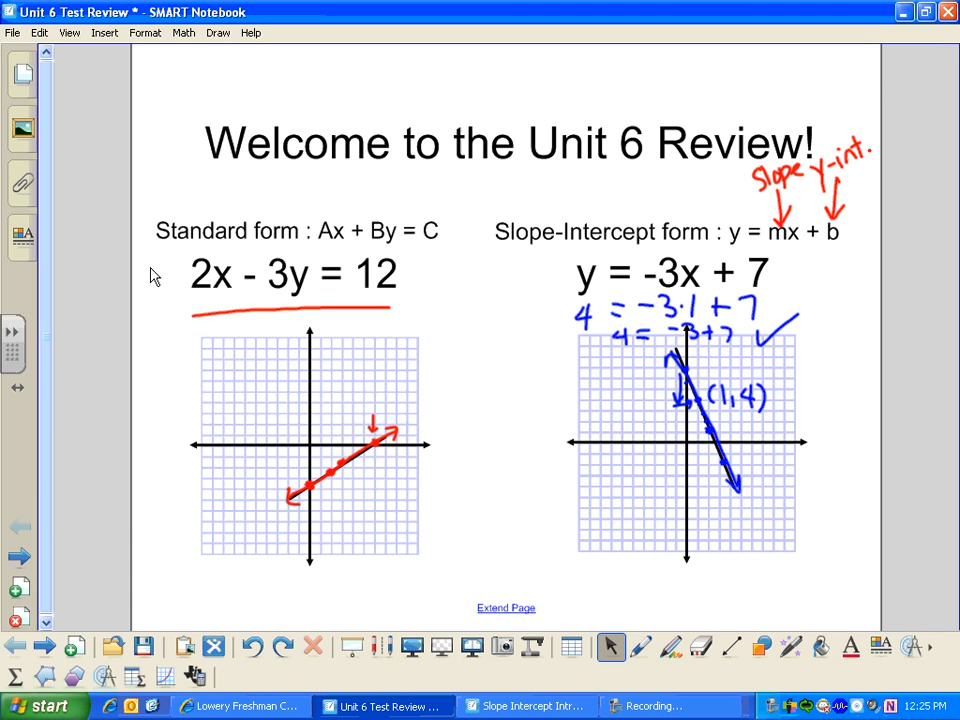 Unit 6 Test Review * - SMART Notebook
File Edit View Insert Format Math Draw Help
Welcome to the Unit 6 Review!
Slope y-int.
Standard form : Ax + By = C
Slope-Intercept form : y = mx + b
2x - 3y = 12
y = -3x + 7
4 = -3·1 + 7
4 = -3+7 ✓
(1,4)
Extend Page
start
Lowery Freshman C...
Unit 6 Test Review ...
Slope Intercept Intr...
Recording...
12:25 PM